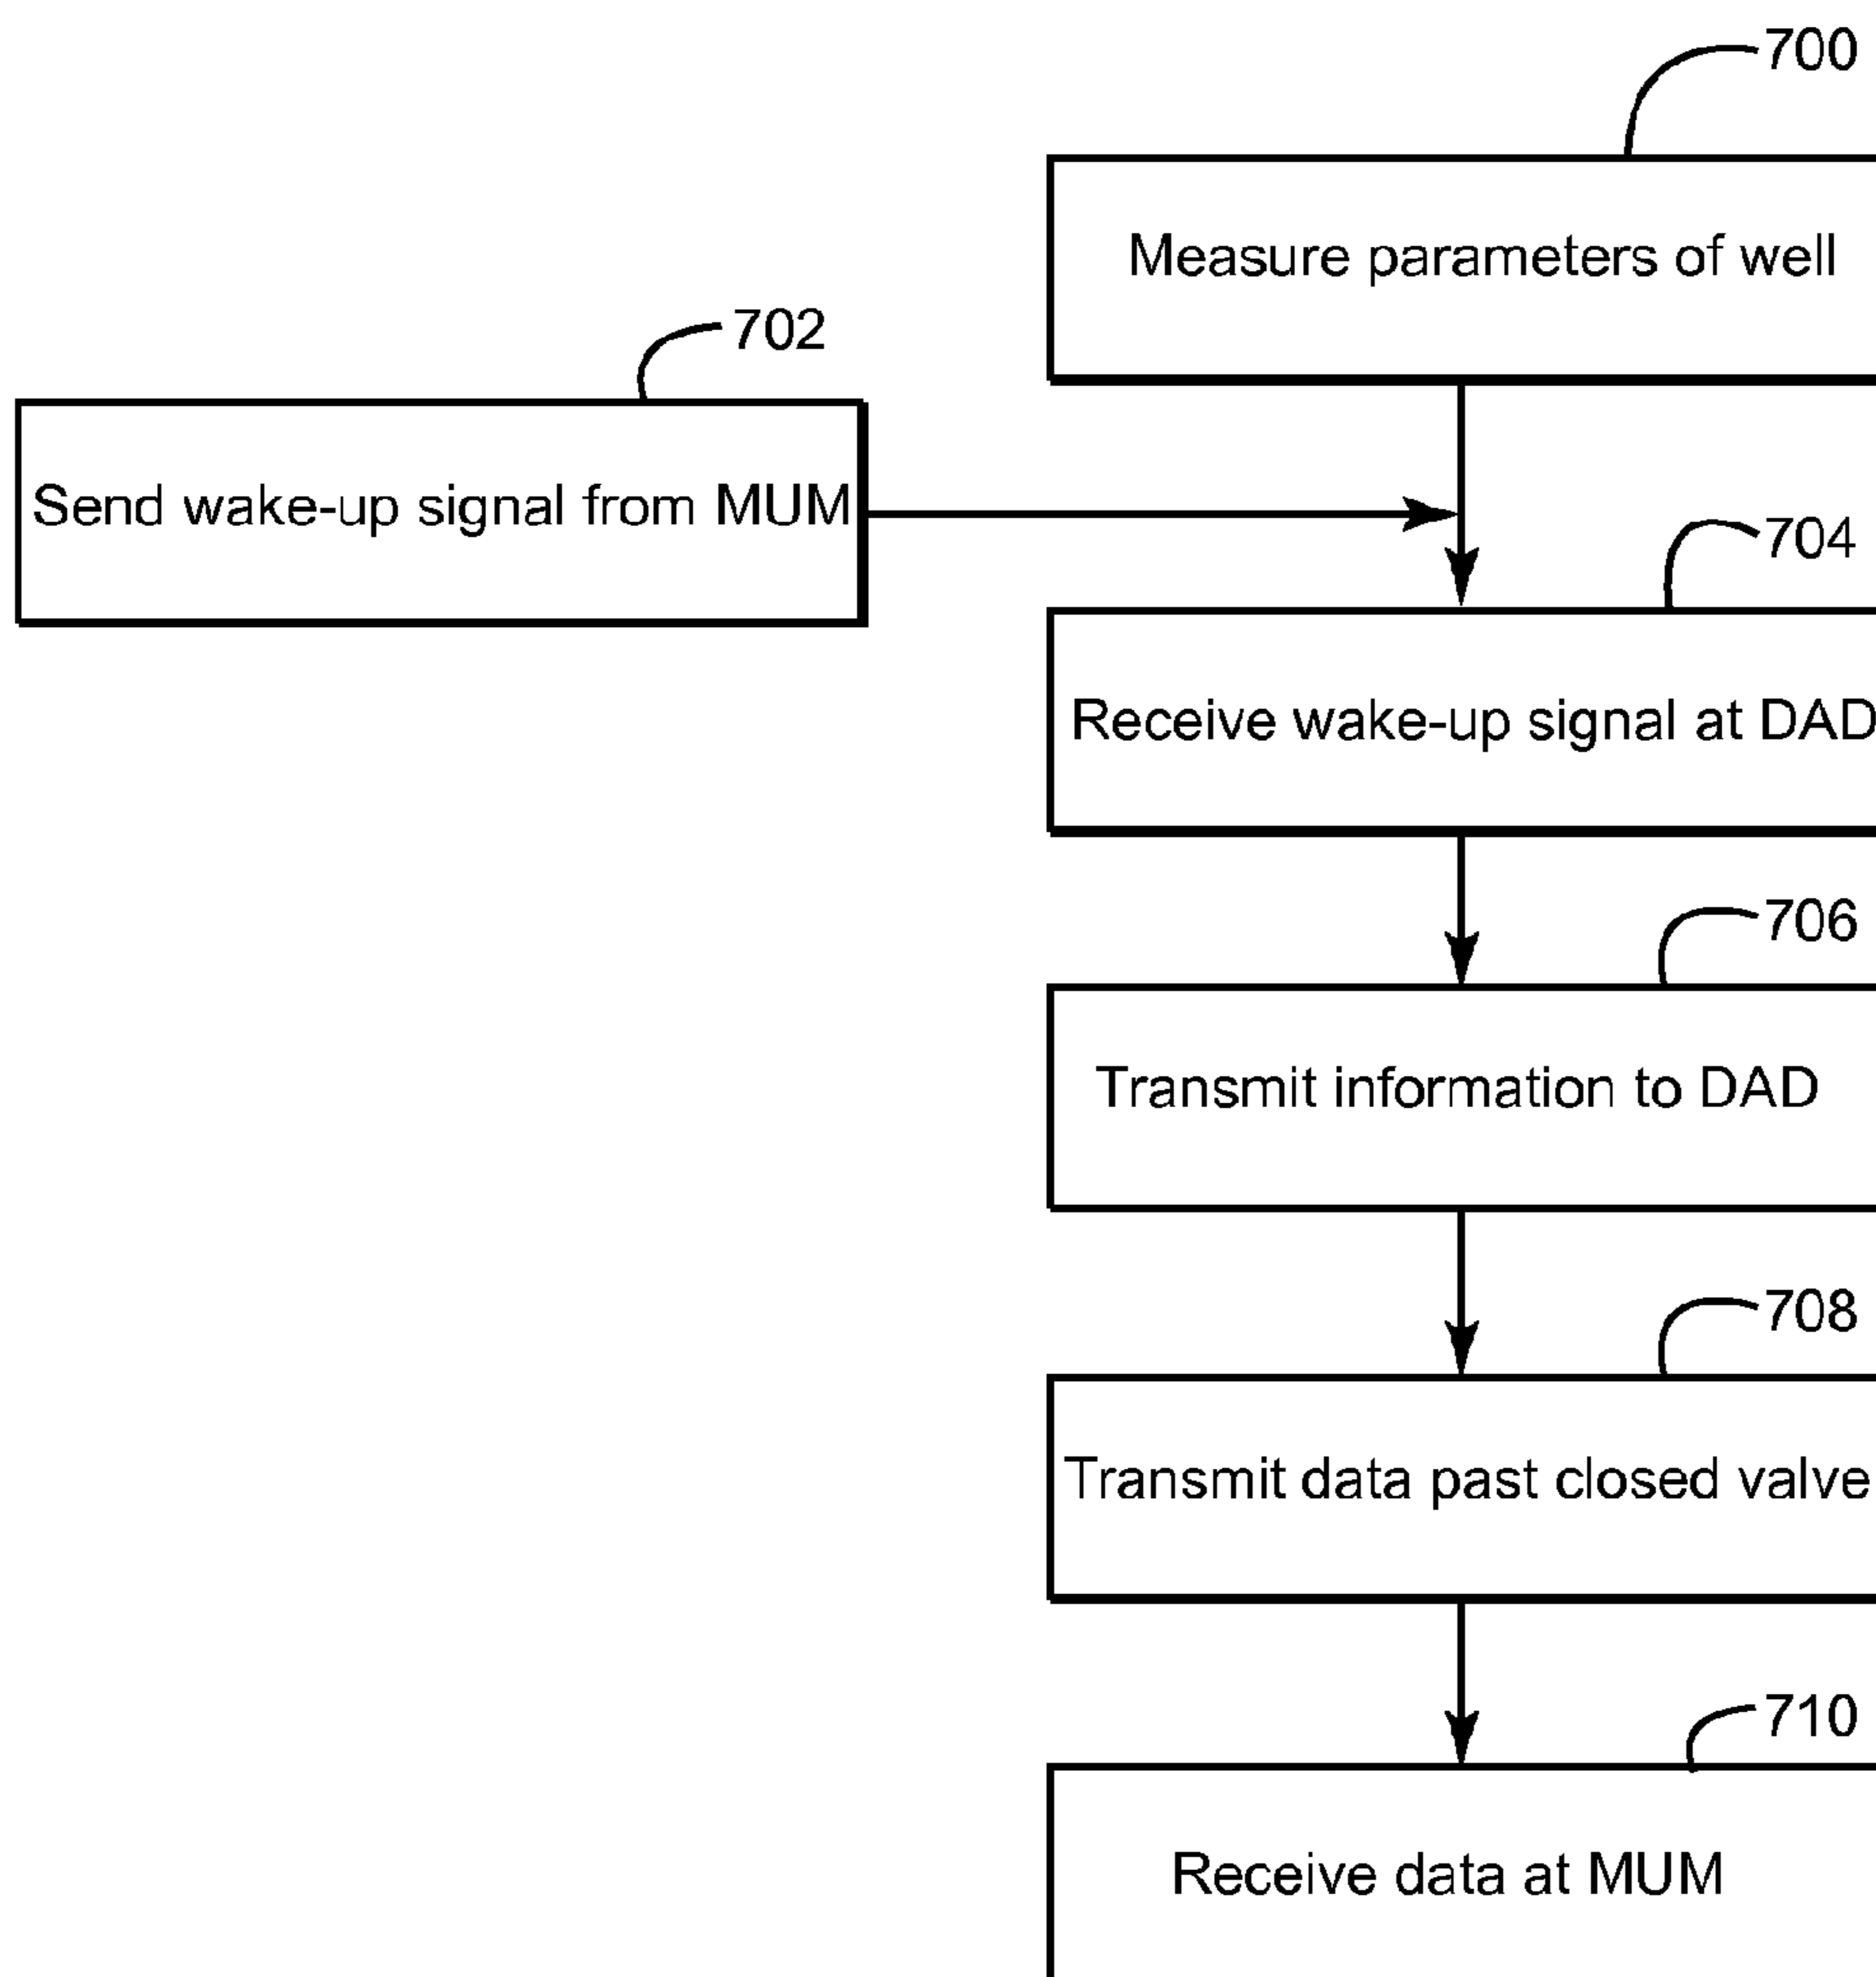 700
Measure parameters of well
702
Send wake-up signal from MUM
704
Receive wake-up signal at DAD
706
Transmit information to DAD
708
Transmit data past closed valve
710
Receive data at MUM